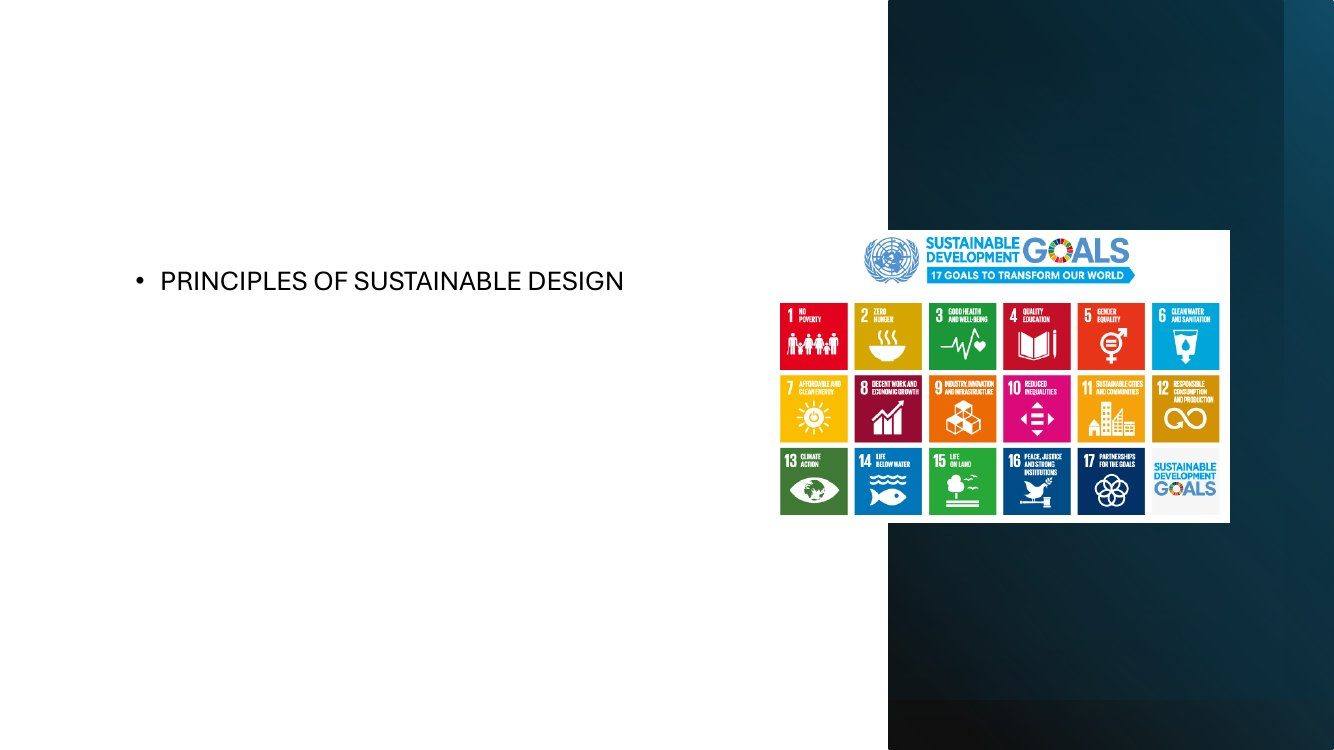 • PRINCIPLES OF SUSTAINABLE DESIGN
SUSTAINABLE
DEVELOPMENT GOALS
17 GOALS TO TRANSFORM OUR WORLD
1 NO
POVERTY
2 ZERO
HUNGER
3 GOOD HEALTH
AND WELL-BEING
4 QUALITY
EDUCATION
5 GENDER
EQUALITY
6 CLEAN WATER
AND SANITATION
7 AFFORDABLE AND
CLEAN ENERGY
8 DECENT WORK AND
ECONOMIC GROWTH
9 INDUSTRY, INNOVATION
AND INFRASTRUCTURE
10 REDUCED
INEQUALITIES
11 SUSTAINABLE CITIES
AND COMMUNITIES
12 RESPONSIBLE
CONSUMPTION
AND PRODUCTION
13 CLIMATE
ACTION
14 LIFE
BELOW WATER
15 LIFE
ON LAND
16 PEACE, JUSTICE
AND STRONG
INSTITUTIONS
17 PARTNERSHIPS
FOR THE GOALS
SUSTAINABLE
DEVELOPMENT
GOALS